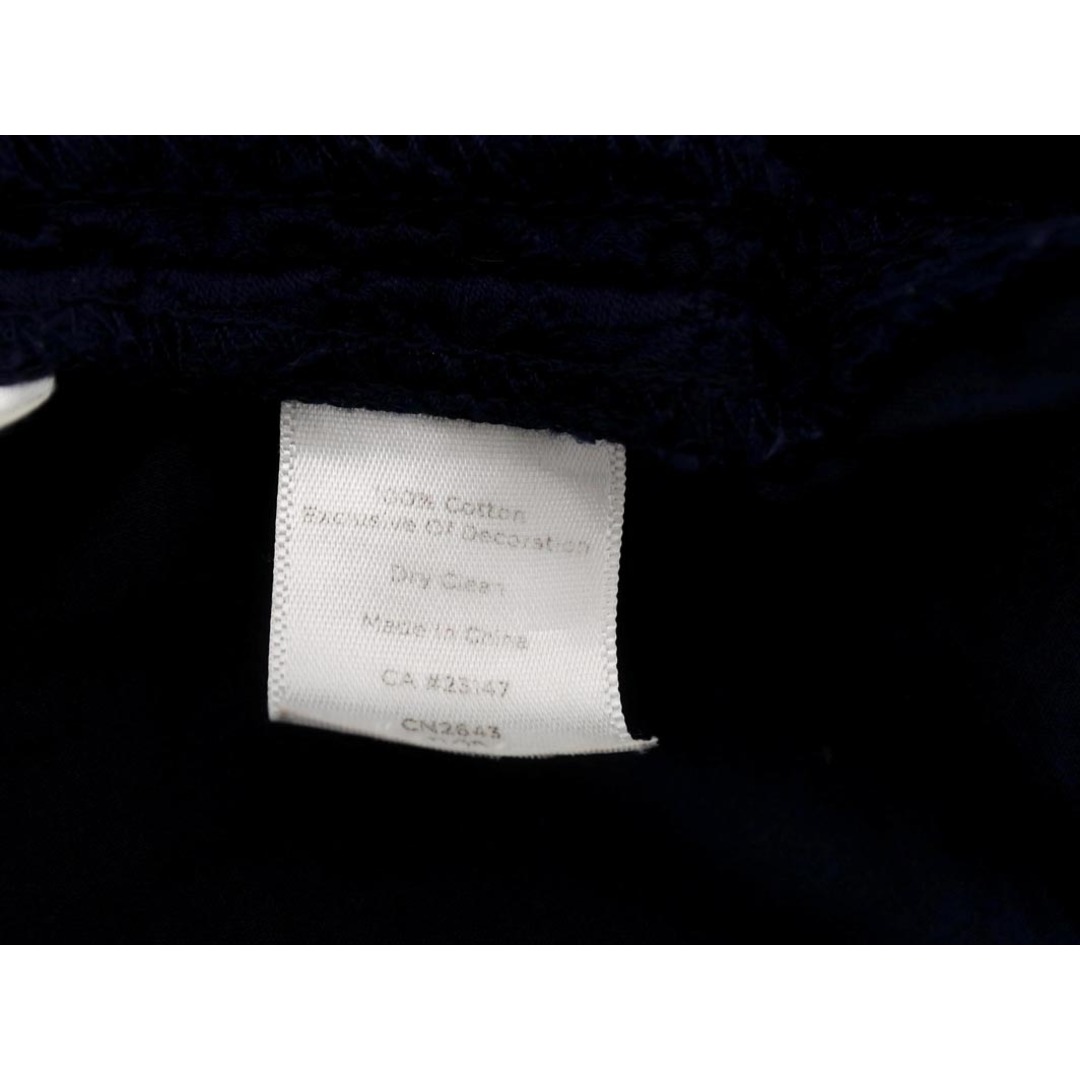 100% Cotton
Exclusive Of Decoration
Dry Clean
Made in China
CA #23147
CN2643